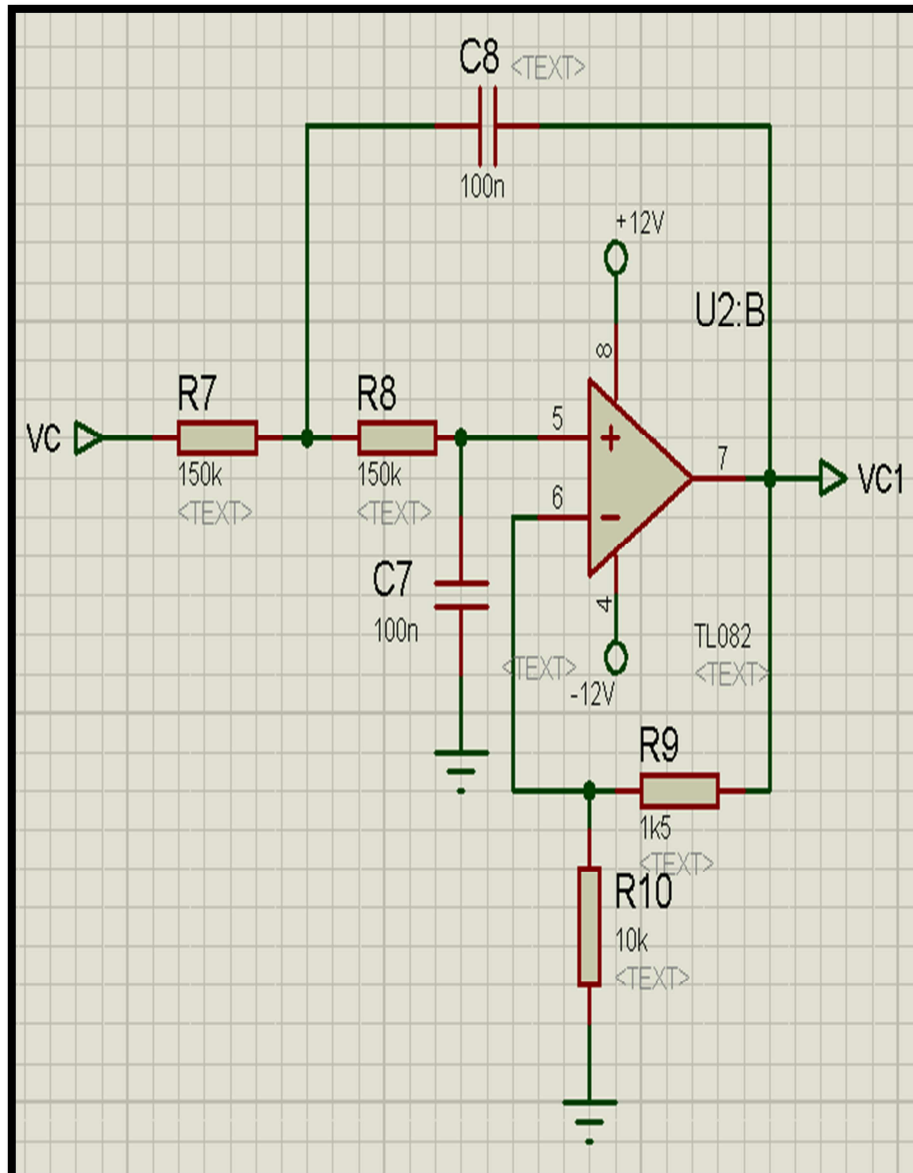 C8
<TEXT>
100n
+12V
U2:B
8
R7
R8
VC
5
+
150k
150k
7
VC1
<TEXT>
<TEXT>
6
−
C7
4
100n
TL082
<TEXT>
<TEXT>
-12V
R9
1k5
<TEXT>
R10
10k
<TEXT>